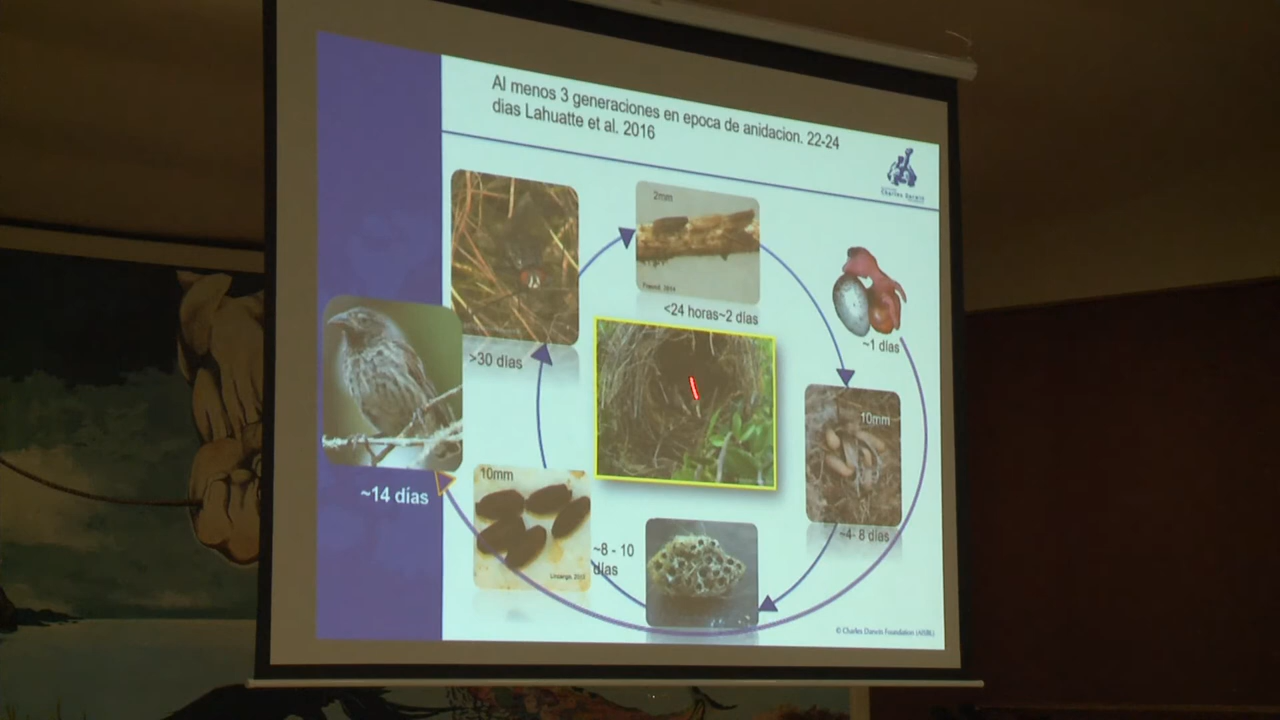 Al menos 3 generaciones en epoca de anidacion. 22-24
dias Lahuatte et al. 2016
Charles Darwin
2mm
<24 horas~2 días
~1 días
>30 días
10mm
~4- 8 días
~14 días
10mm
~8 - 10
días
© Charles Darwin Foundation (AISBL)